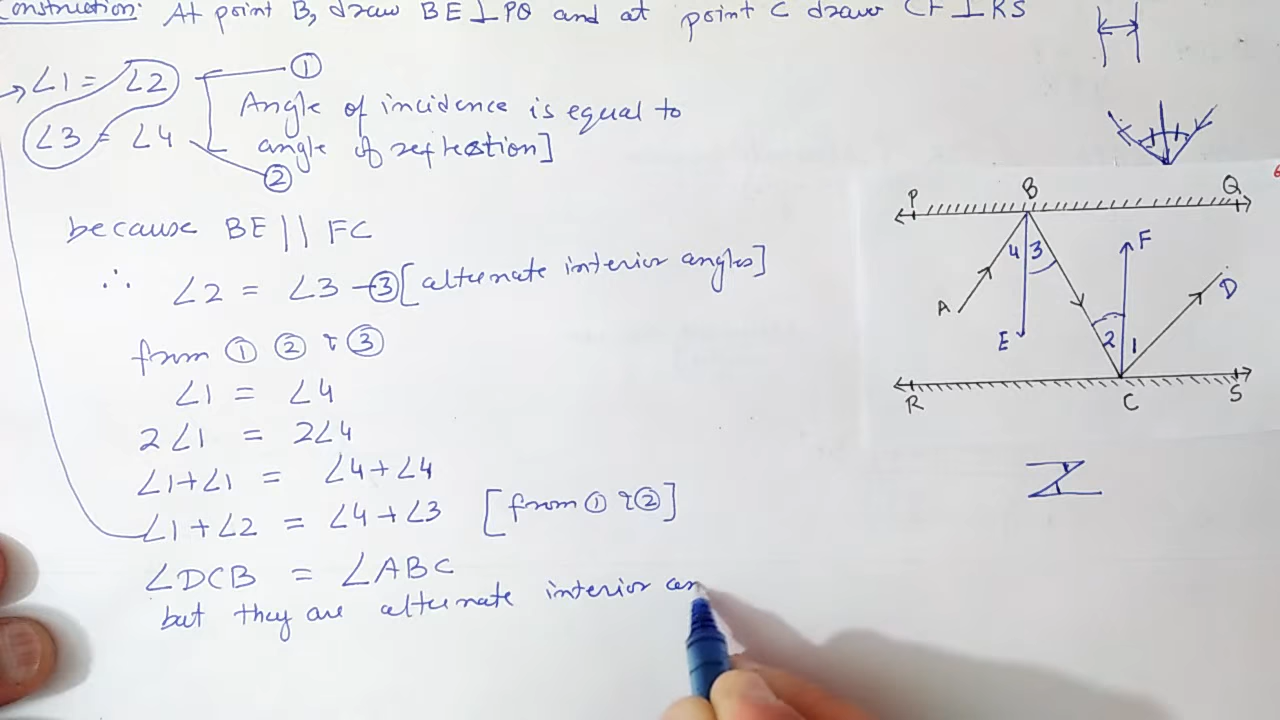 Construction: At point B, draw BE ⊥ PQ and at point C draw CF ⊥ RS
∠1 = ∠2 — ①
∠3 = ∠4 — ②
Angle of incidence is equal to
angle of reflection]
because BE || FC
∴ ∠2 = ∠3 — ③ [alternate interior angles]
from ① ② & ③
∠1 = ∠4
2∠1 = 2∠4
∠1+∠1 = ∠4+∠4
∠1+∠2 = ∠4+∠3 [from ① & ②]
∠DCB = ∠ABC
but they are alternate interior an
P B Q
4 3 F
A D
E 2 1
R C S